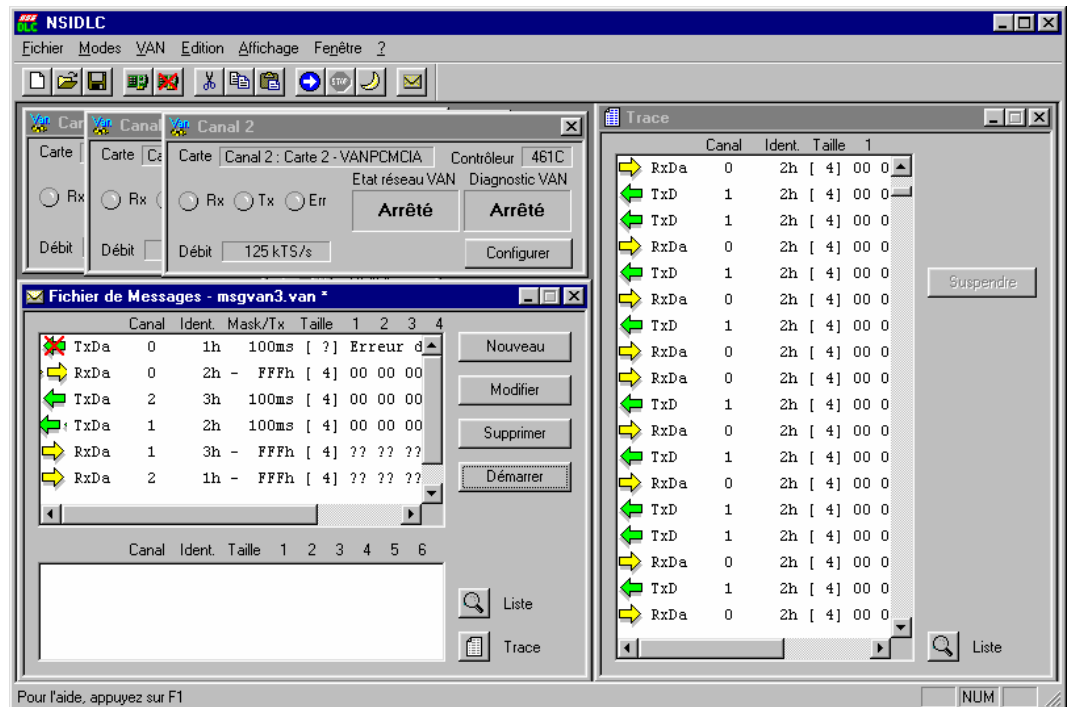 NSI
DLC NSIDLC
Fichier Modes VAN Edition Affichage Fenêtre ?
STOP
Van Car
Carte
Rx
Débit
Van Canal
Carte Ca
Rx
Débit
Van Canal 2
Carte Canal 2 : Carte 2 - VANPCMCIA Contrôleur 461C
Etat réseau VAN Diagnostic VAN
Rx Tx Err Arrêté Arrêté
Débit 125 kTS/s Configurer
Fichier de Messages - msgvan3.van *
Canal Ident. Mask/Tx Taille 1 2 3 4
TxDa 0 1h 100ms [ ?] Erreur d
RxDa 0 2h - FFFh [ 4] 00 00 00
TxDa 2 3h 100ms [ 4] 00 00 00
TxDa 1 2h 100ms [ 4] 00 00 00
RxDa 1 3h - FFFh [ 4] ?? ?? ??
RxDa 2 1h - FFFh [ 4] ?? ?? ??
Nouveau
Modifier
Supprimer
Démarrer
Canal Ident. Taille 1 2 3 4 5 6
Liste
Trace
Trace
Canal Ident. Taille 1
RxDa 0 2h [ 4] 00 0
TxD 1 2h [ 4] 00 0
TxD 1 2h [ 4] 00 0
RxDa 0 2h [ 4] 00 0
TxD 1 2h [ 4] 00 0
RxDa 0 2h [ 4] 00 0
TxD 1 2h [ 4] 00 0
RxDa 0 2h [ 4] 00 0
RxDa 0 2h [ 4] 00 0
TxD 1 2h [ 4] 00 0
RxDa 0 2h [ 4] 00 0
TxD 1 2h [ 4] 00 0
RxDa 0 2h [ 4] 00 0
TxD 1 2h [ 4] 00 0
TxD 1 2h [ 4] 00 0
RxDa 0 2h [ 4] 00 0
TxD 1 2h [ 4] 00 0
RxDa 0 2h [ 4] 00 0
Suspendre
Liste
Pour l'aide, appuyez sur F1 NUM